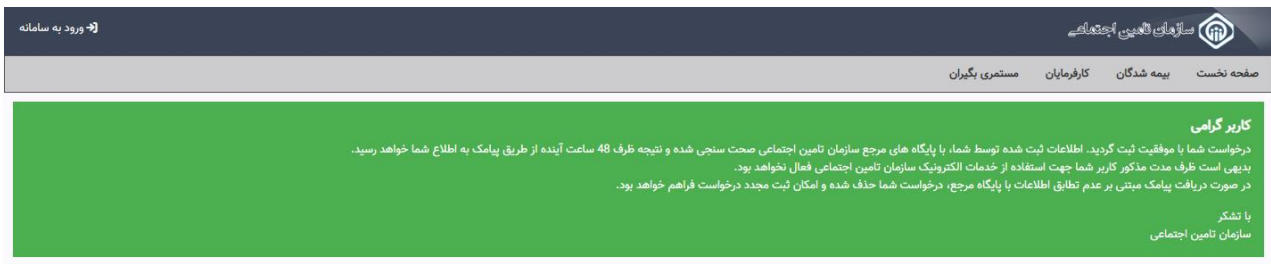 سازمان تامین اجتماعی
ورود به سامانه
صفحه نخست بیمه شدگان کارفرمایان مستمری بگیران
کاربر گرامی
درخواست شما با موفقیت ثبت گردید. اطلاعات ثبت شده توسط شما، با پایگاه های مرجع سازمان تامین اجتماعی صحت سنجی شده و نتیجه ظرف 48 ساعت آینده از طریق پیامک به اطلاع شما خواهد رسید.
بدیهی است ظرف مدت مذکور کاربر شما جهت استفاده از خدمات الکترونیک سازمان تامین اجتماعی فعال نخواهد بود.
در صورت دریافت پیامک مبتنی بر عدم تطابق اطلاعات با پایگاه مرجع، درخواست شما حذف شده و امکان ثبت مجدد درخواست فراهم خواهد بود.
با تشکر
سازمان تامین اجتماعی